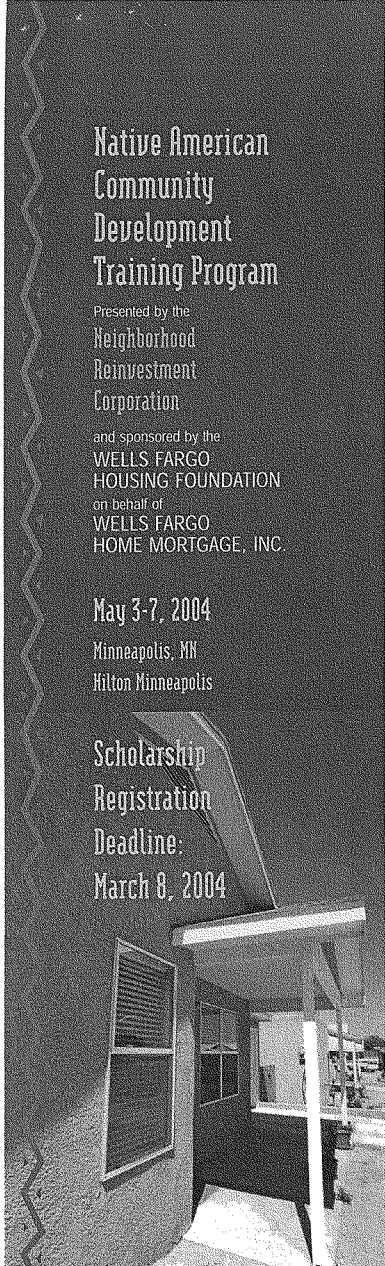 Native American
Community
Development
Training Program
Presented by the
Neighborhood
Reinvestment
Corporation
and sponsored by the
WELLS FARGO
HOUSING FOUNDATION
on behalf of
WELLS FARGO
HOME MORTGAGE, INC.
May 3-7, 2004
Minneapolis, MN
Hilton Minneapolis
Scholarship
Registration
Deadline:
March 8, 2004